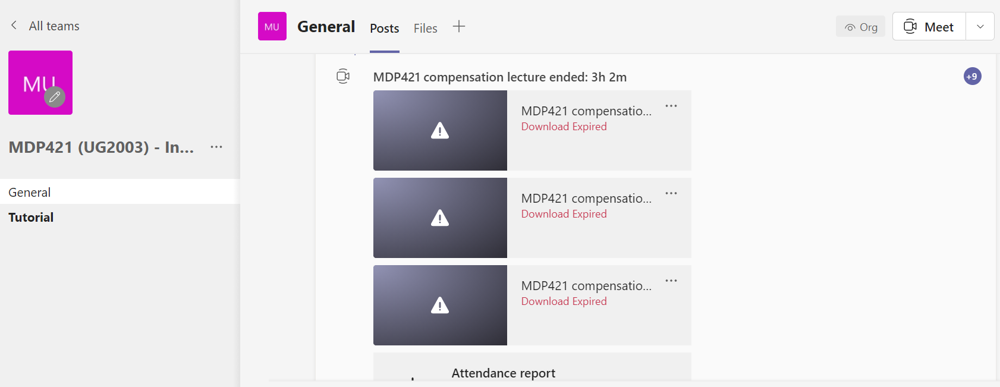 All teams
MU
MDP421 (UG2003) - In...
General
Tutorial
MU
General
Posts
Files
Org
Meet
MDP421 compensation lecture ended: 3h 2m
+9
MDP421 compensatio...
Download Expired
MDP421 compensatio...
Download Expired
MDP421 compensatio...
Download Expired
Attendance report